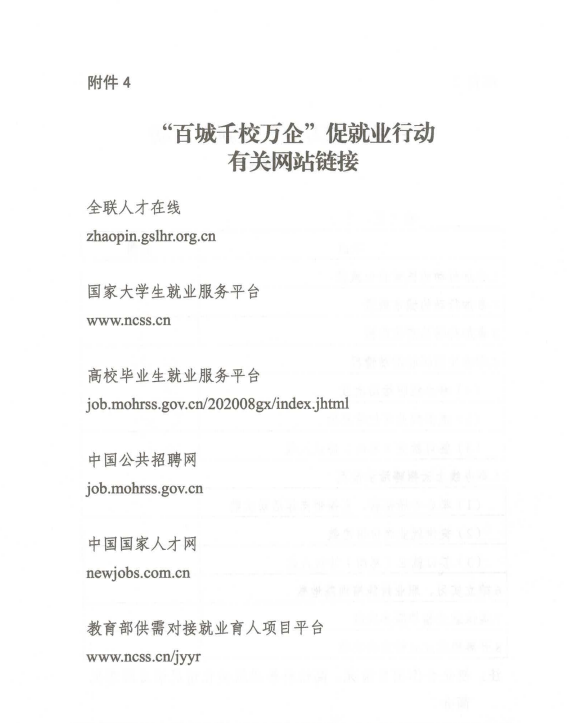 附件 4
“百城千校万企”促就业行动
有关网站链接
全联人才在线
zhaopin.gslhr.org.cn
国家大学生就业服务平台
www.ncss.cn
高校毕业生就业服务平台
job.mohrss.gov.cn/202008gx/index.jhtml
中国公共招聘网
job.mohrss.gov.cn
中国国家人才网
newjobs.com.cn
教育部供需对接就业育人项目平台
www.ncss.cn/jyyr